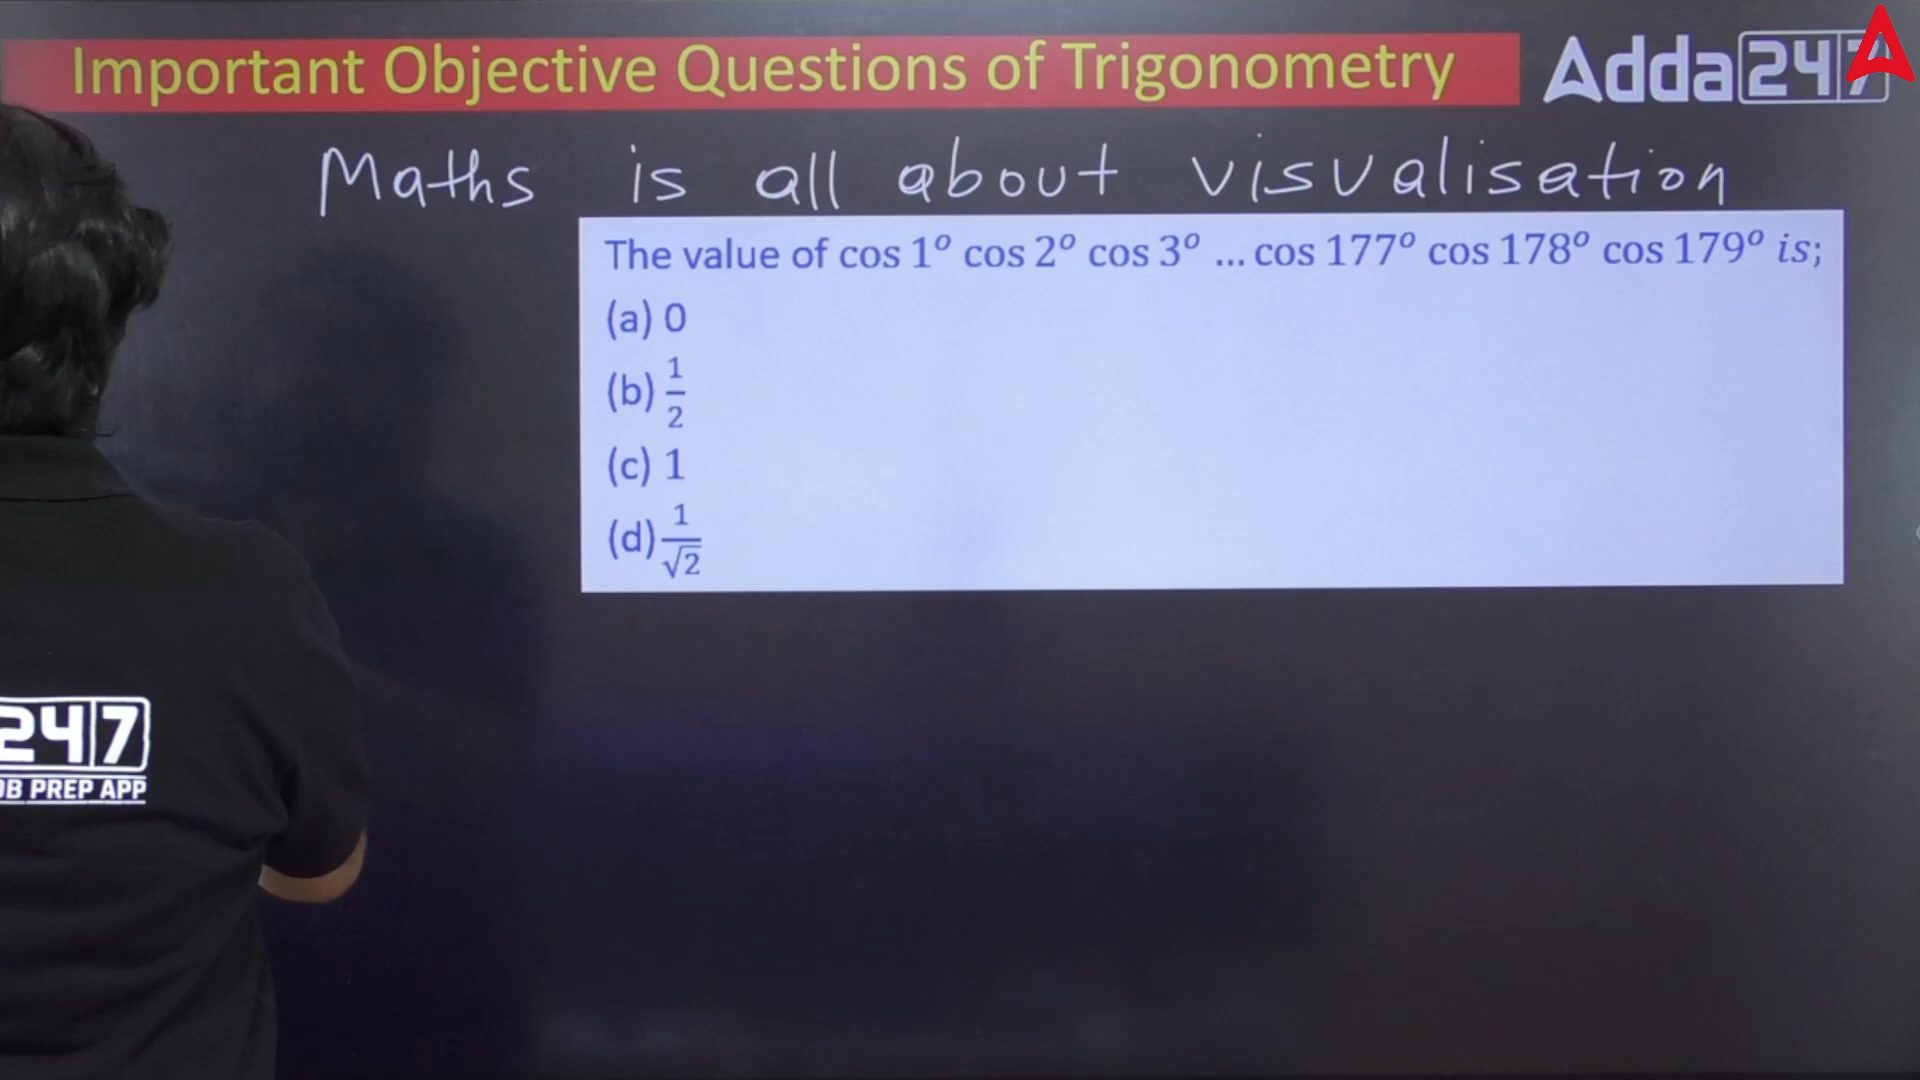 Important Objective Questions of Trigonometry
Adda247
Maths is all about visualisation
The value of cos 1° cos 2° cos 3° ... cos 177° cos 178° cos 179° is;
(a) 0
(b) 1/2
(c) 1
(d) 1/√2
247
JOB PREP APP